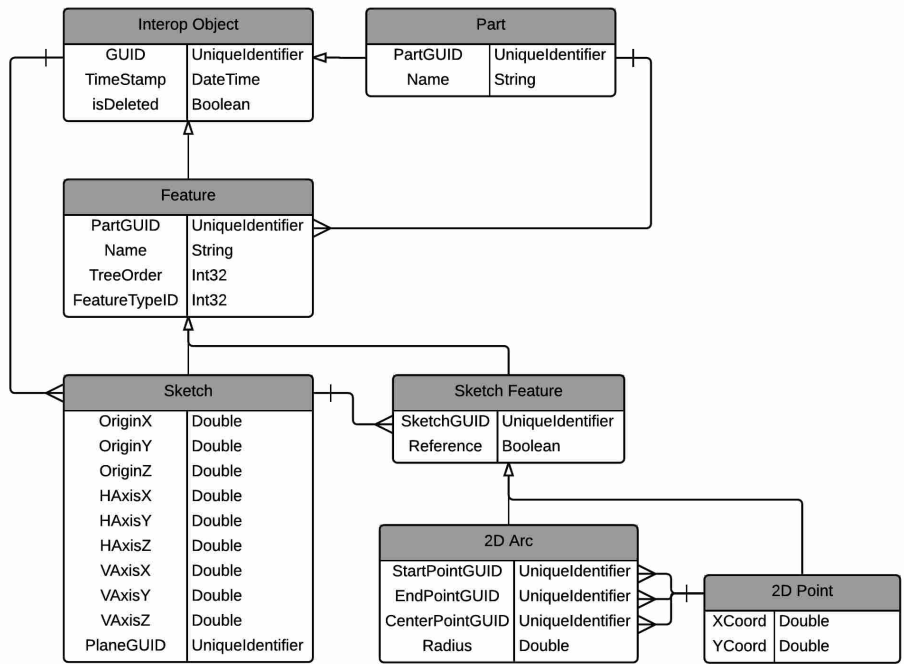 Interop Object
GUID UniqueIdentifier
TimeStamp DateTime
isDeleted Boolean
Part
PartGUID UniqueIdentifier
Name String
Feature
PartGUID UniqueIdentifier
Name String
TreeOrder Int32
FeatureTypeID Int32
Sketch
OriginX Double
OriginY Double
OriginZ Double
HAxisX Double
HAxisY Double
HAxisZ Double
VAxisX Double
VAxisY Double
VAxisZ Double
PlaneGUID UniqueIdentifier
Sketch Feature
SketchGUID UniqueIdentifier
Reference Boolean
2D Arc
StartPointGUID UniqueIdentifier
EndPointGUID UniqueIdentifier
CenterPointGUID UniqueIdentifier
Radius Double
2D Point
XCoord Double
YCoord Double